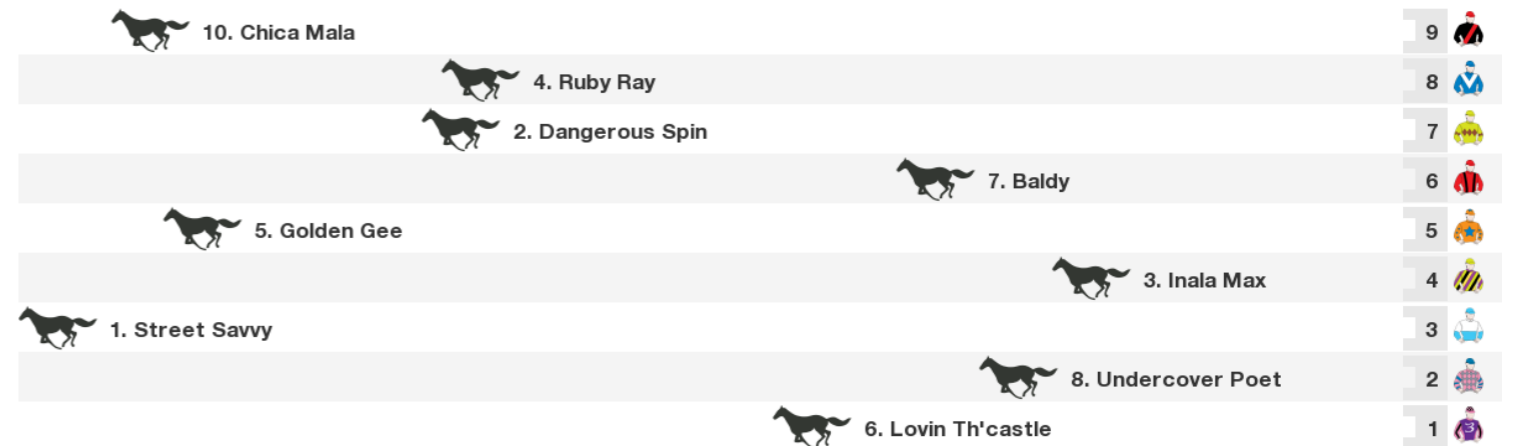 10. Chica Mala 9
4. Ruby Ray 8
2. Dangerous Spin 7
7. Baldy 6
5. Golden Gee 5
3. Inala Max 4
1. Street Savvy 3
8. Undercover Poet 2
6. Lovin Th'castle 1
3